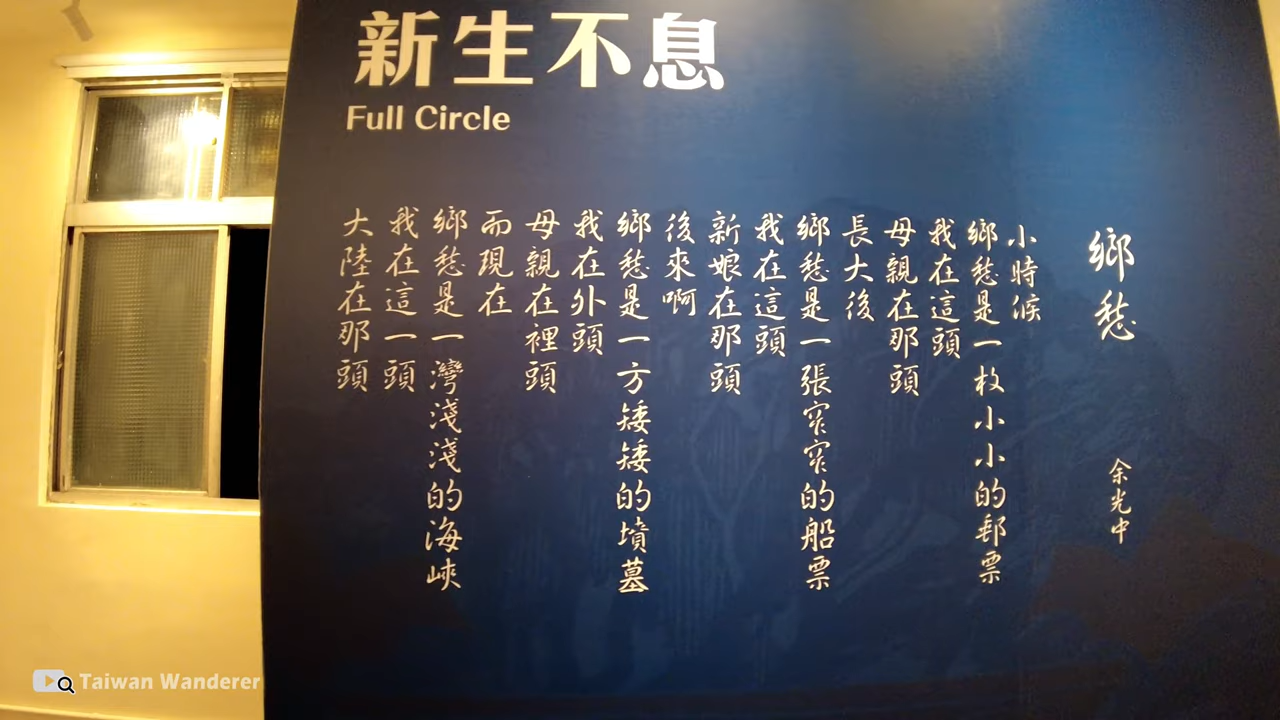 新生不息
Full Circle
鄉愁
余光中
小時候
鄉愁是一枚小小的郵票
我在這頭
母親在那頭
長大後
鄉愁是一張窄窄的船票
我在這頭
新娘在那頭
後來啊
鄉愁是一方矮矮的墳墓
我在外頭
母親在裡頭
而現在
鄉愁是一灣淺淺的海峽
我在這一頭
大陸在那頭
Taiwan Wanderer